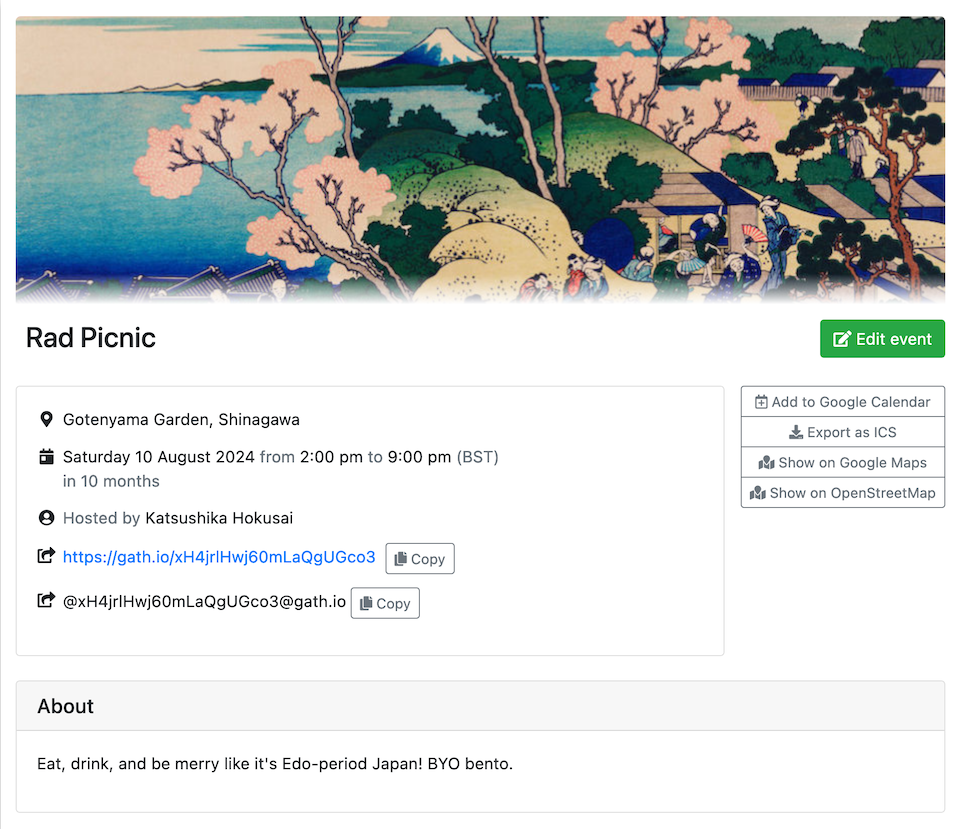 Rad Picnic
Edit event
Gotenyama Garden, Shinagawa
Saturday 10 August 2024 from 2:00 pm to 9:00 pm (BST)
in 10 months
Hosted by Katsushika Hokusai
https://gath.io/xH4jrlHwj60mLaQgUGco3 Copy
@xH4jrlHwj60mLaQgUGco3@gath.io Copy
Add to Google Calendar
Export as ICS
Show on Google Maps
Show on OpenStreetMap
About
Eat, drink, and be merry like it's Edo-period Japan! BYO bento.